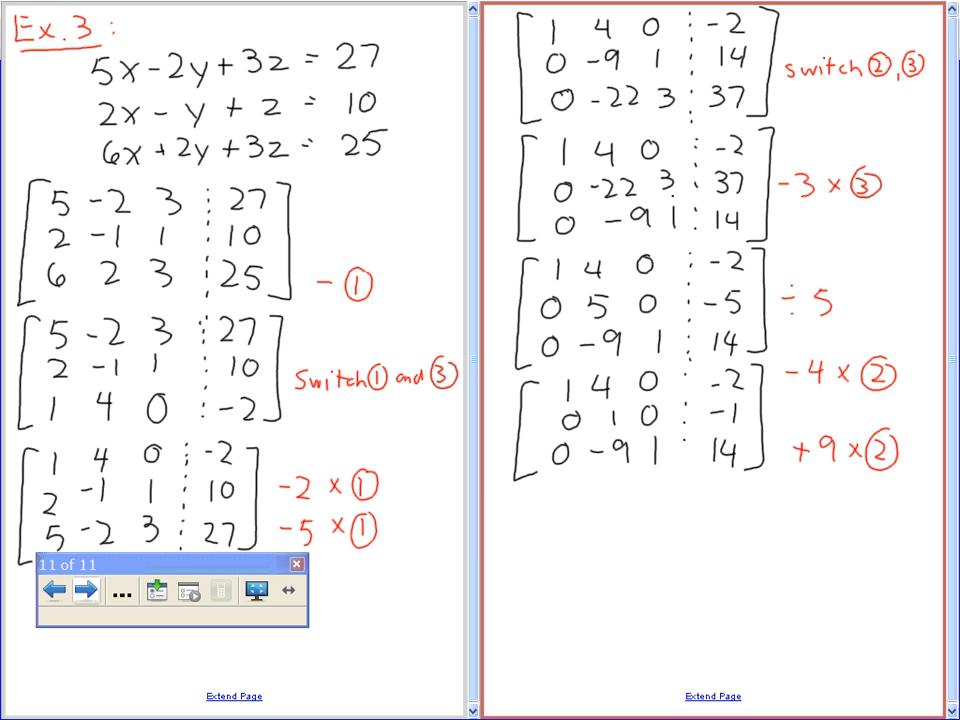 Ex. 3 :
5x - 2y + 3z = 27
2x - y + z = 10
6x + 2y + 3z = 25
5 -2 3 : 27
2 -1 1 : 10
6 2 3 : 25 - ①
5 -2 3 : 27
2 -1 1 : 10 Switch ① and ③
1 4 0 : -2
1 4 0 : -2
2 -1 1 : 10 -2 × ①
5 -2 3 : 27 -5 × ①
11 of 11
...
Extend Page
1 4 0 : -2
0 -9 1 : 14 switch ②, ③
0 -22 3 : 37
1 4 0 : -2
0 -22 3 : 37 -3 × ③
0 -9 1 : 14
1 4 0 : -2
0 5 0 : -5 ÷ 5
0 -9 1 : 14
1 4 0 : -2 -4 × ②
0 1 0 : -1
0 -9 1 : 14 +9 × ②
Extend Page